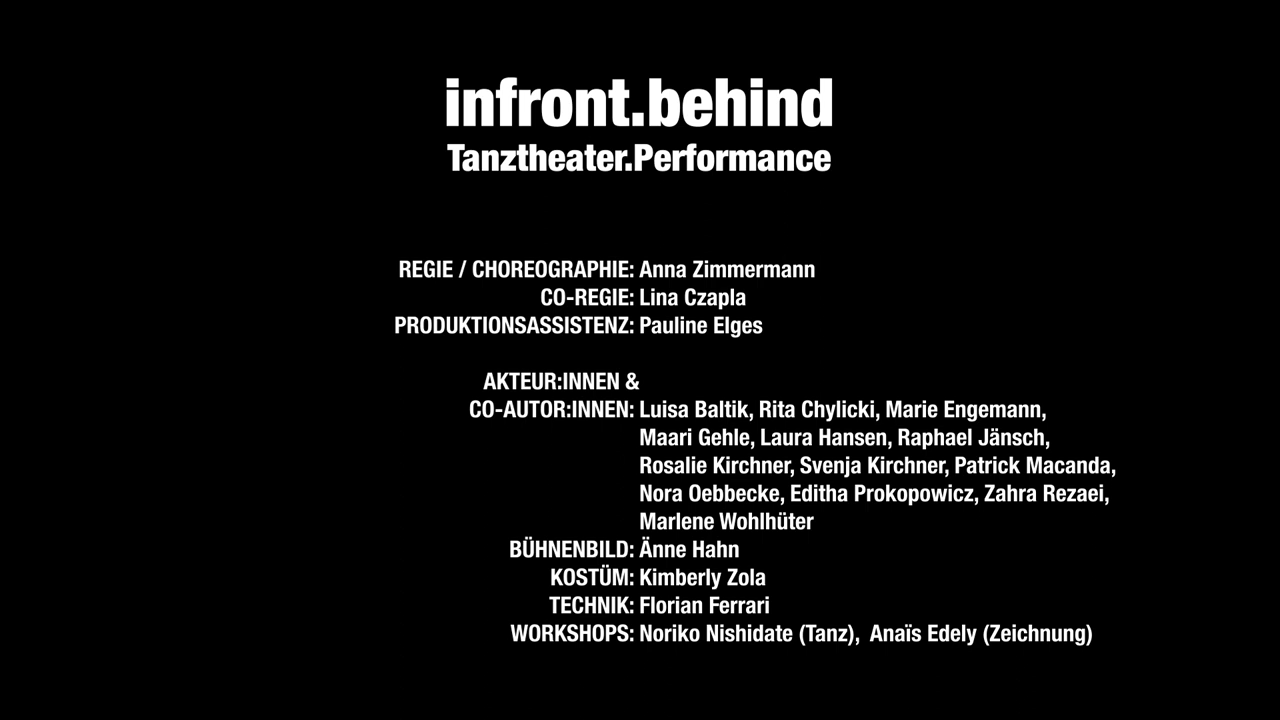 infront.behind
Tanztheater.Performance
REGIE / CHOREOGRAPHIE: Anna Zimmermann
CO-REGIE: Lina Czapla
PRODUKTIONSASSISTENZ: Pauline Elges
AKTEUR:INNEN &
CO-AUTOR:INNEN: Luisa Baltik, Rita Chylicki, Marie Engemann,
Maari Gehle, Laura Hansen, Raphael Jänsch,
Rosalie Kirchner, Svenja Kirchner, Patrick Macanda,
Nora Oebbecke, Editha Prokopowicz, Zahra Rezaei,
Marlene Wohlhüter
BÜHNENBILD: Änne Hahn
KOSTÜM: Kimberly Zola
TECHNIK: Florian Ferrari
WORKSHOPS: Noriko Nishidate (Tanz), Anaïs Edely (Zeichnung)